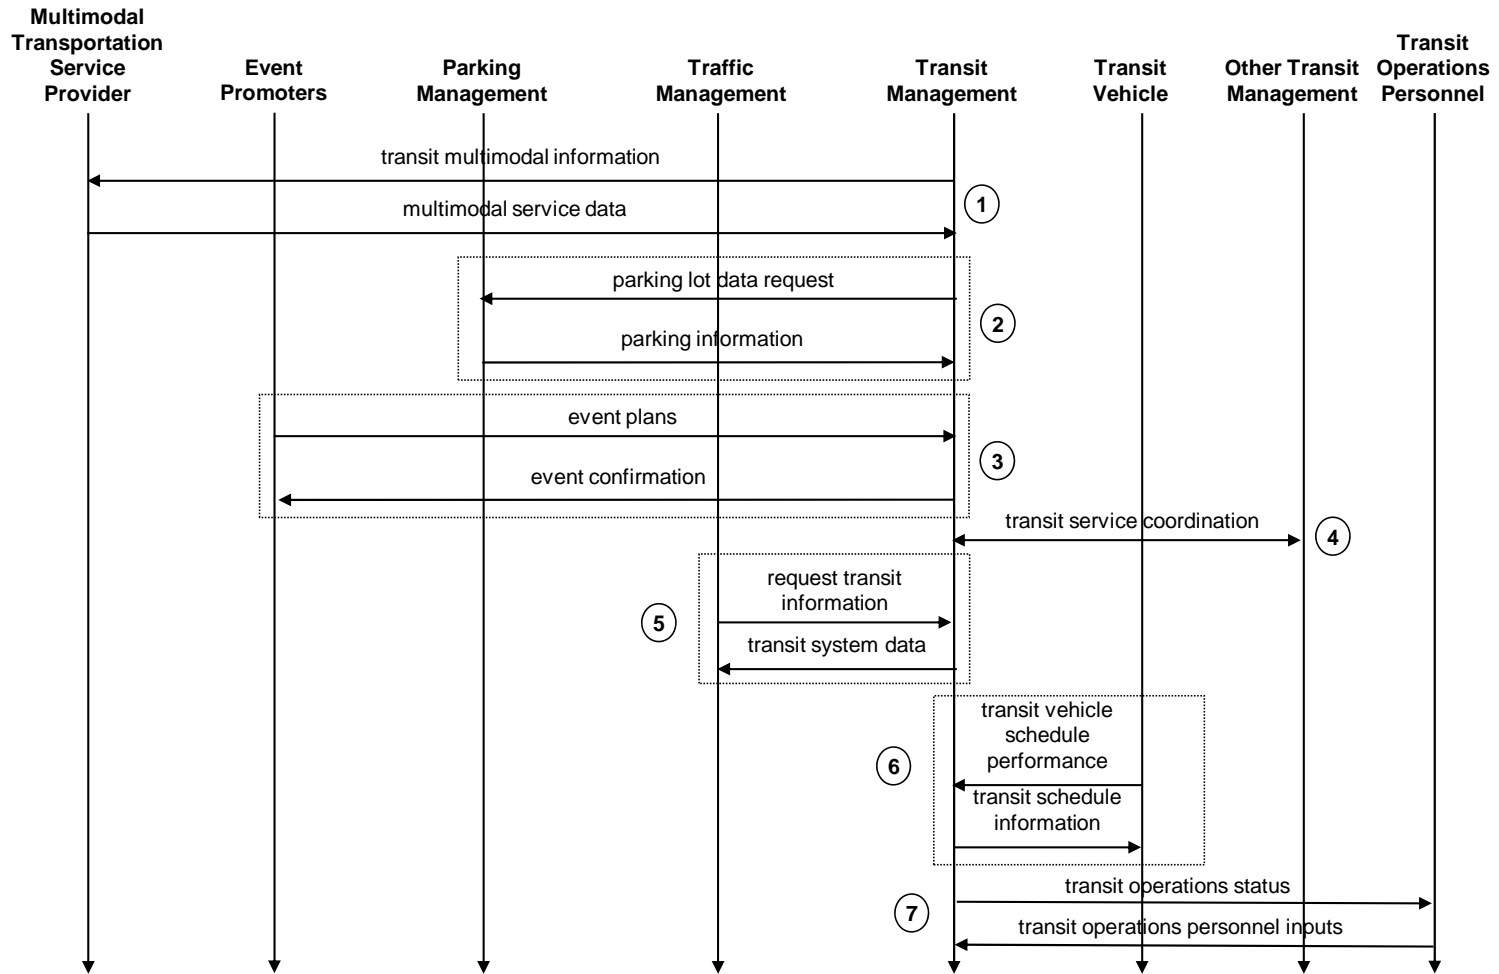 Multimodal
Transportation
Service
Provider
Event
Promoters
Parking
Management
Traffic
Management
Transit
Management
Transit
Vehicle
Other Transit
Management
Transit
Operations
Personnel
transit multimodal information
1
multimodal service data
parking lot data request
2
parking information
event plans
3
event confirmation
transit service coordination
4
request transit
information
5
transit system data
transit vehicle
schedule
performance
6
transit schedule
information
transit operations status
7
transit operations personnel inputs